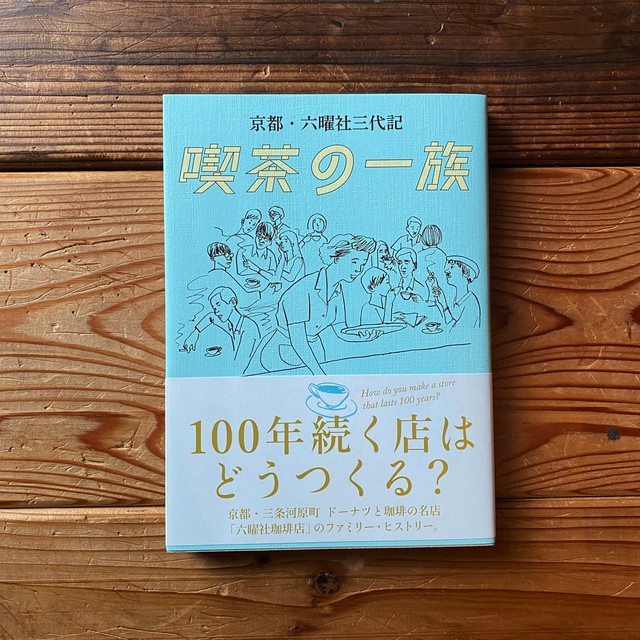 京都・六曜社三代記
喫茶の一族
How do you make a store
that lasts 100 years?
100年続く店は
どうつくる？
京都・三条河原町 ドーナツと珈琲の名店
「六曜社珈琲店」のファミリー・ヒストリー。